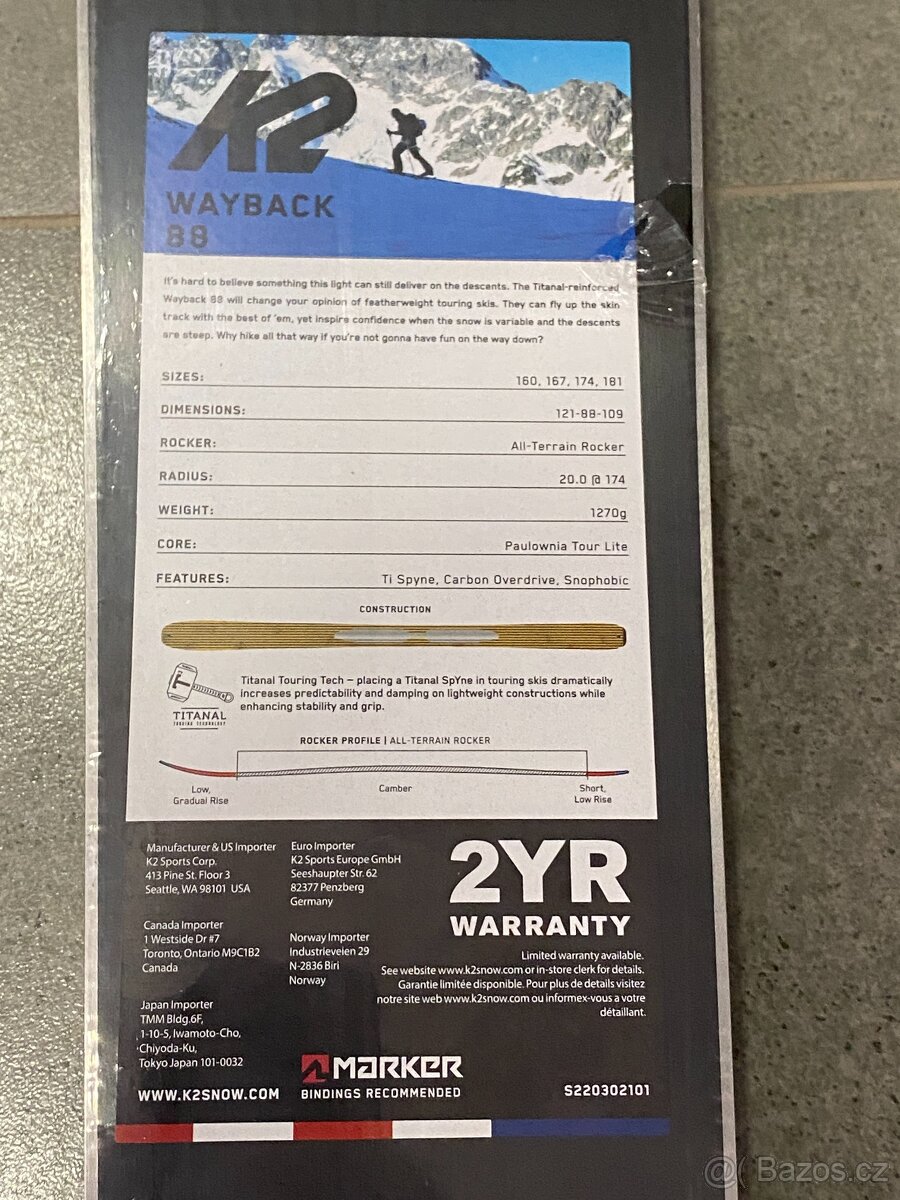 K2
WAYBACK
88
It's hard to believe something this light can still deliver on the descents. The Titanal-reinforced
Wayback 88 will change your opinion of featherweight touring skis. They can fly up the skin
track with the best of 'em, yet inspire confidence when the snow is variable and the descents
are steep. Why hike all that way if you're not gonna have fun on the way down?
SIZES: 160, 167, 174, 181
DIMENSIONS: 121-88-109
ROCKER: All-Terrain Rocker
RADIUS: 20.0 @ 174
WEIGHT: 1270g
CORE: Paulownia Tour Lite
FEATURES: Ti Spyne, Carbon Overdrive, Snophobic
CONSTRUCTION
T
TITANAL
TOURING TECHNOLOGY
Titanal Touring Tech – placing a Titanal SpYne in touring skis dramatically
increases predictability and damping on lightweight constructions while
enhancing stability and grip.
ROCKER PROFILE | ALL-TERRAIN ROCKER
Low,
Gradual Rise
Camber
Short,
Low Rise
Manufacturer & US Importer
K2 Sports Corp.
413 Pine St. Floor 3
Seattle, WA 98101 USA
Euro Importer
K2 Sports Europe GmbH
Seeshaupter Str. 62
82377 Penzberg
Germany
Canada Importer
1 Westside Dr #7
Toronto, Ontario M9C1B2
Canada
Norway Importer
Industrieveien 29
N-2836 Biri
Norway
Japan Importer
TMM Bldg.6F,
1-10-5, Iwamoto-Cho,
Chiyoda-Ku,
Tokyo Japan 101-0032
2YR
WARRANTY
Limited warranty available.
See website www.k2snow.com or in-store clerk for details.
Garantie limitée disponible. Pour plus de details visitez
notre site web www.k2snow.com ou informex-vous a votre
détaillant.
MARKER
BINDINGS RECOMMENDED
WWW.K2SNOW.COM
S220302101
@( Bazos.cz